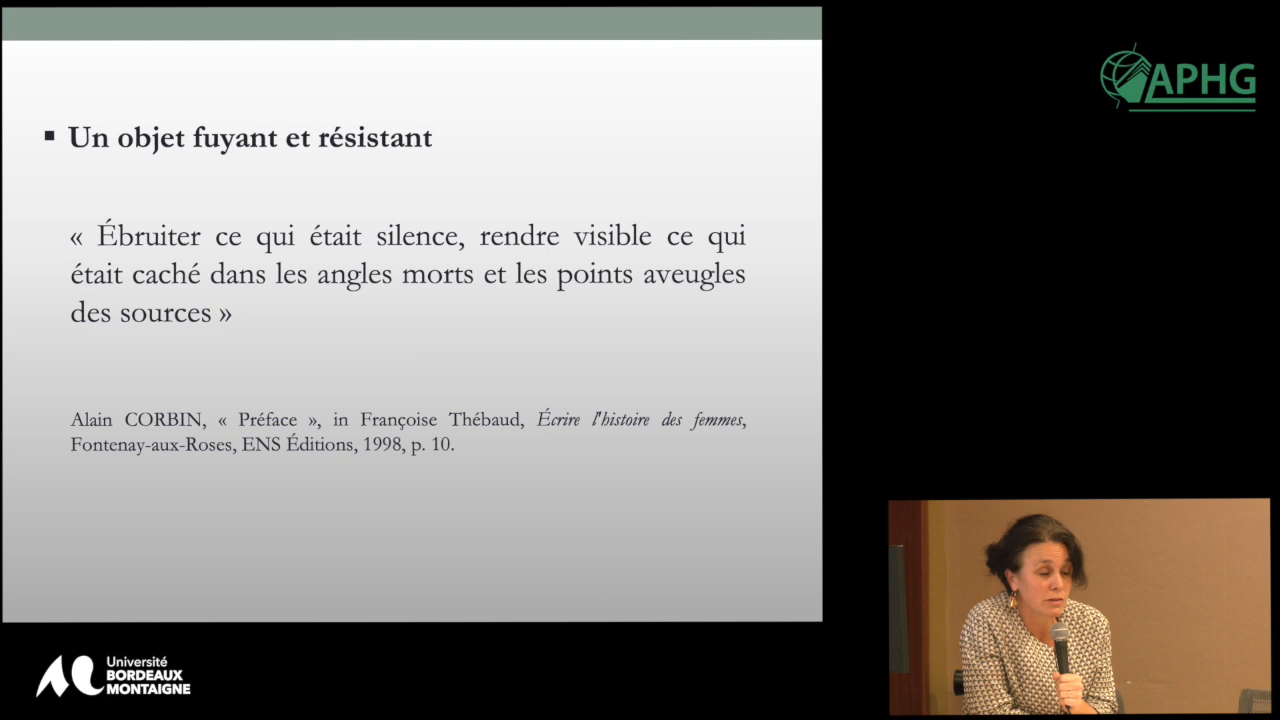 ▪ Un objet fuyant et résistant
« Ébruiter ce qui était silence, rendre visible ce qui
était caché dans les angles morts et les points aveugles
des sources »
Alain CORBIN, « Préface », in Françoise Thébaud, Écrire l'histoire des femmes,
Fontenay-aux-Roses, ENS Éditions, 1998, p. 10.
APHG
Université
BORDEAUX
MONTAIGNE